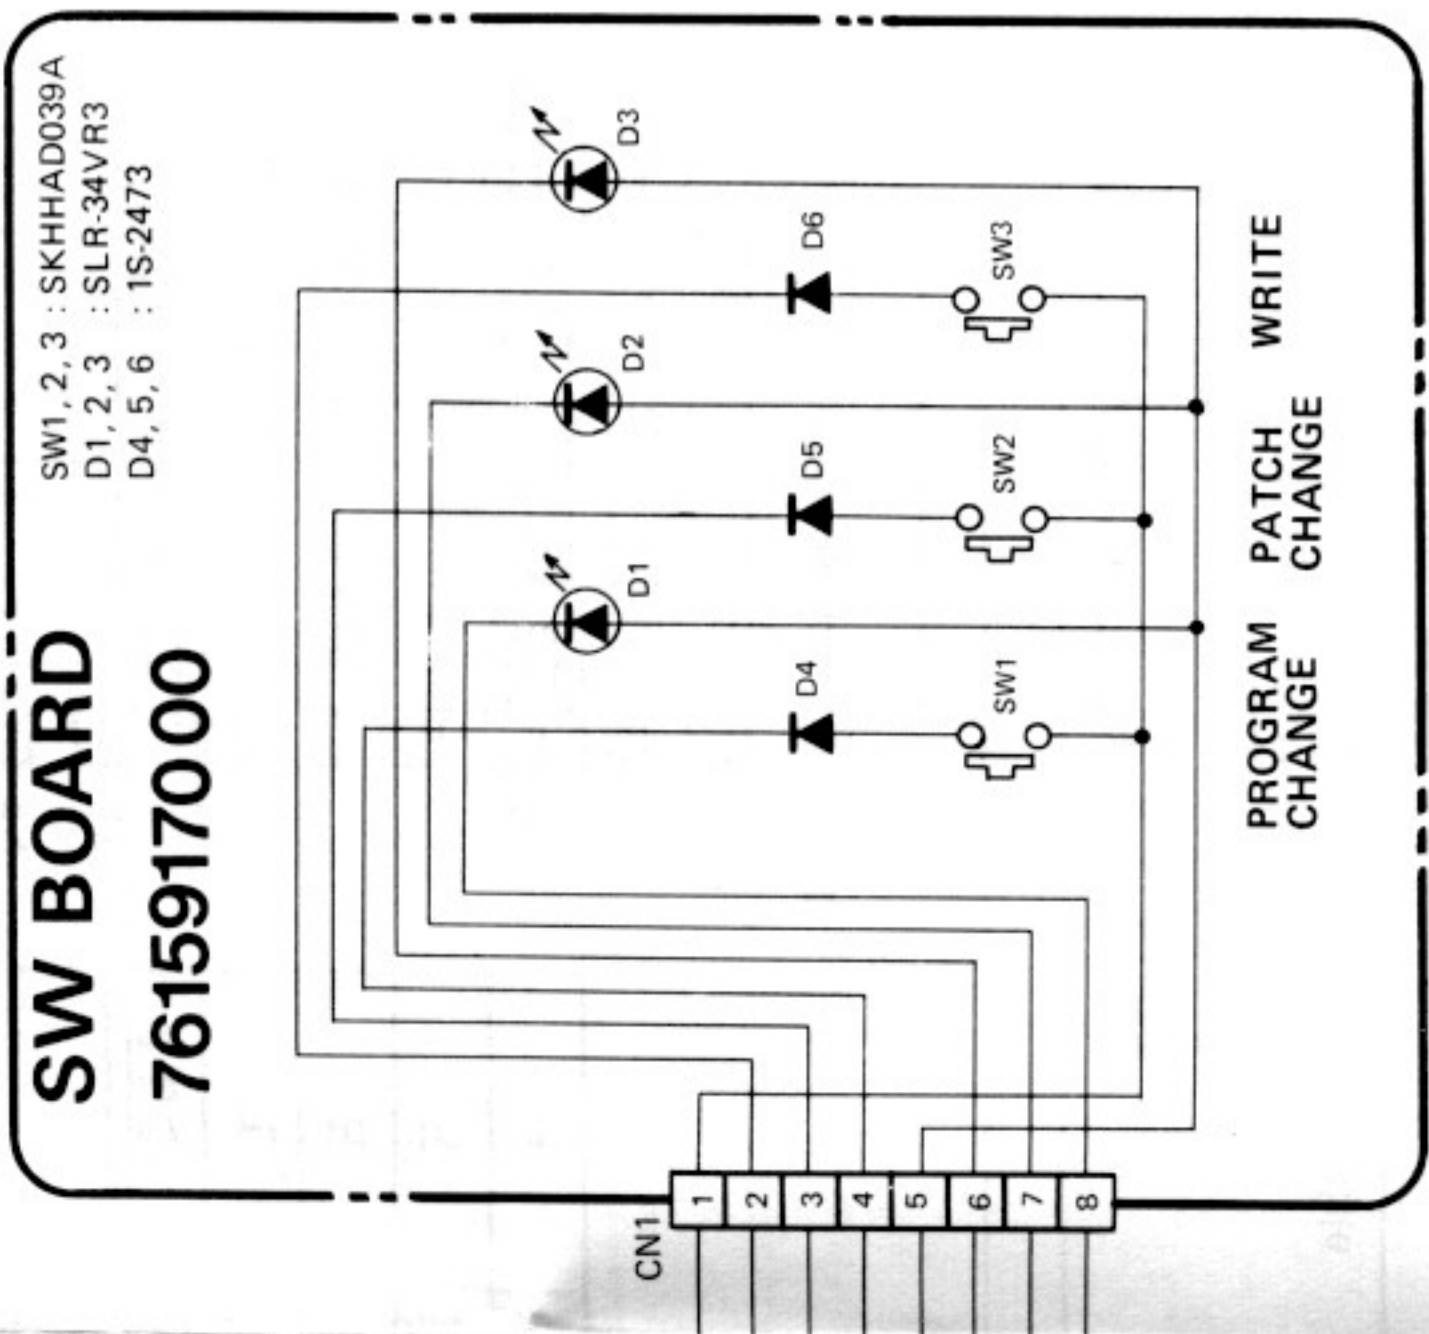 SW BOARD
7615917000
SW1, 2, 3 : SKHHAD039A
D1, 2, 3 : SLR-34VR3
D4, 5, 6 : 1S-2473
D1
D2
D3
D4
D5
D6
SW1
SW2
SW3
PROGRAM
CHANGE
PATCH
CHANGE
WRITE
CN1
1
2
3
4
5
6
7
8